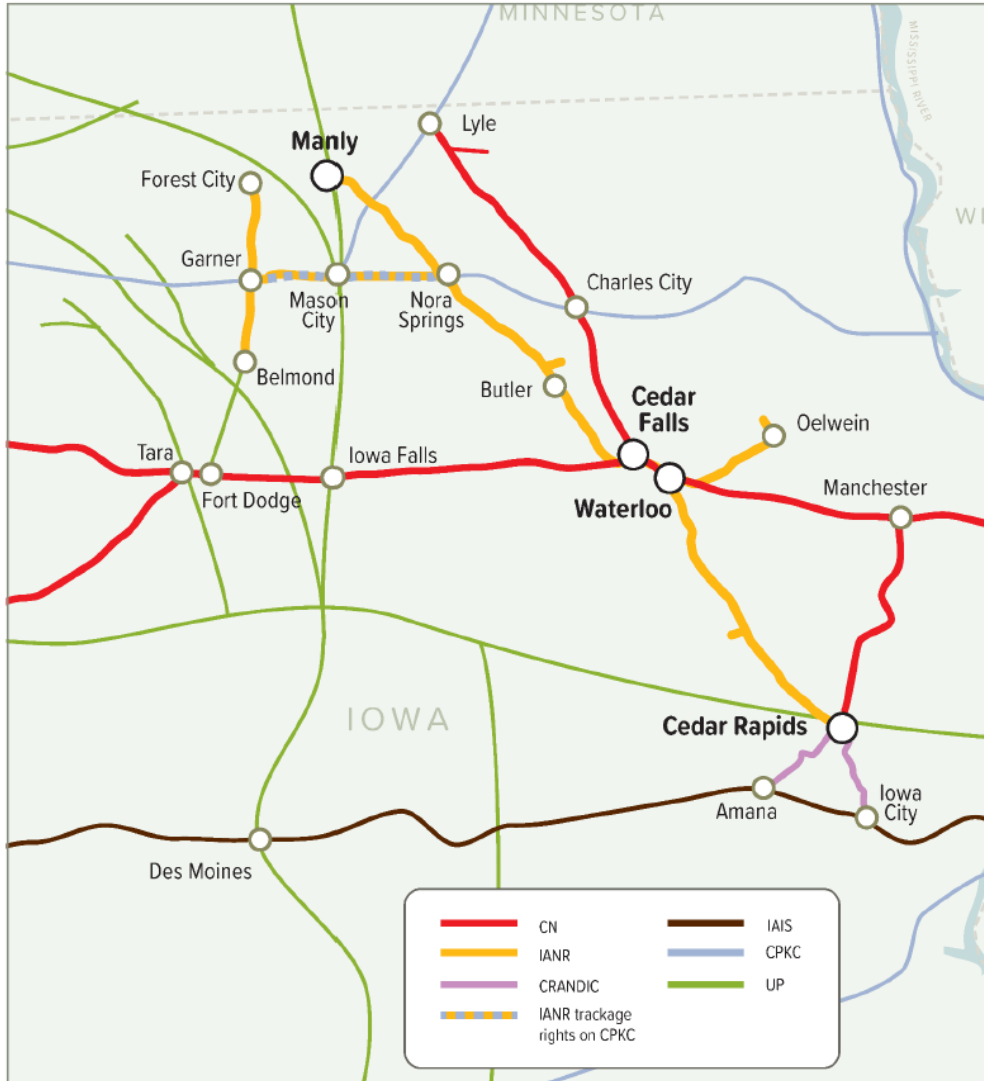 MINNESOTA
MISSISSIPPI RIVER
Lyle
Manly
Forest City
WI
Garner
Mason
City
Nora
Springs
Charles City
Belmond
Butler
Cedar
Falls
Oelwein
Tara
Iowa Falls
Fort Dodge
Waterloo
Manchester
IOWA
Cedar Rapids
Amana
Iowa
City
Des Moines
CN
IANR
CRANDIC
IANR trackage
rights on CPKC
IAIS
CPKC
UP